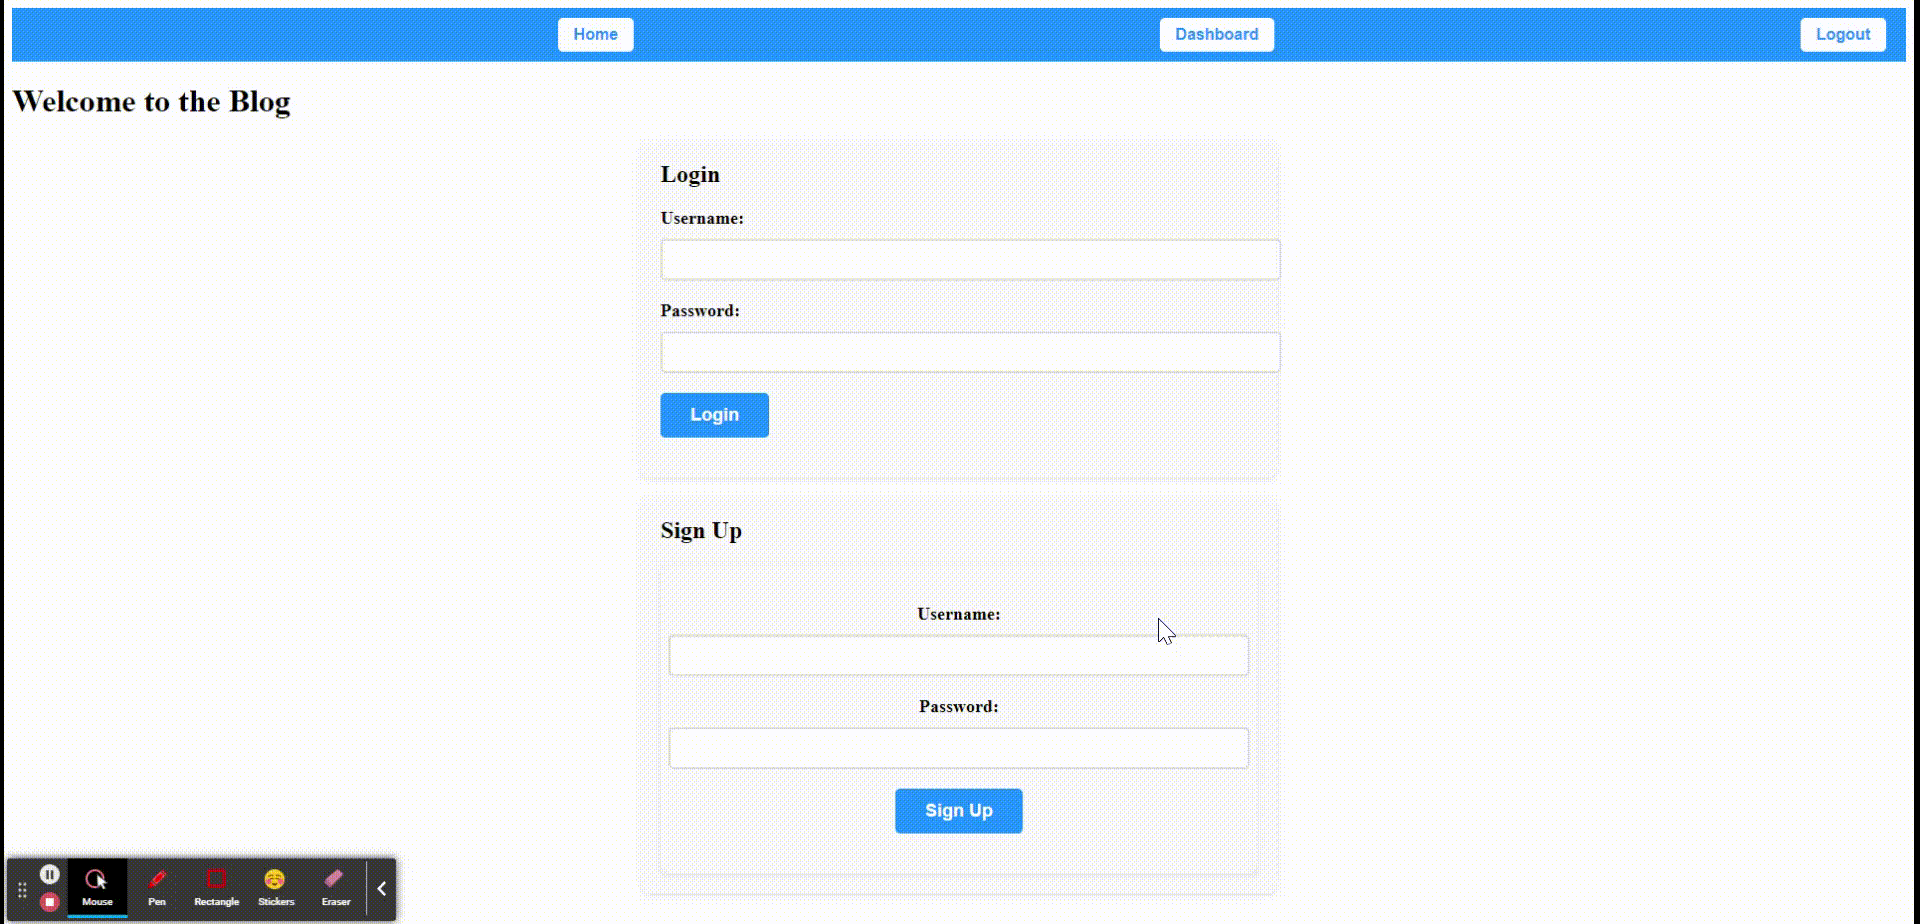 Home Dashboard Logout
Welcome to the Blog
Login
Username:
Password:
Login
Sign Up
Username:
Password:
Sign Up
Mouse Pen Rectangle Stickers Eraser